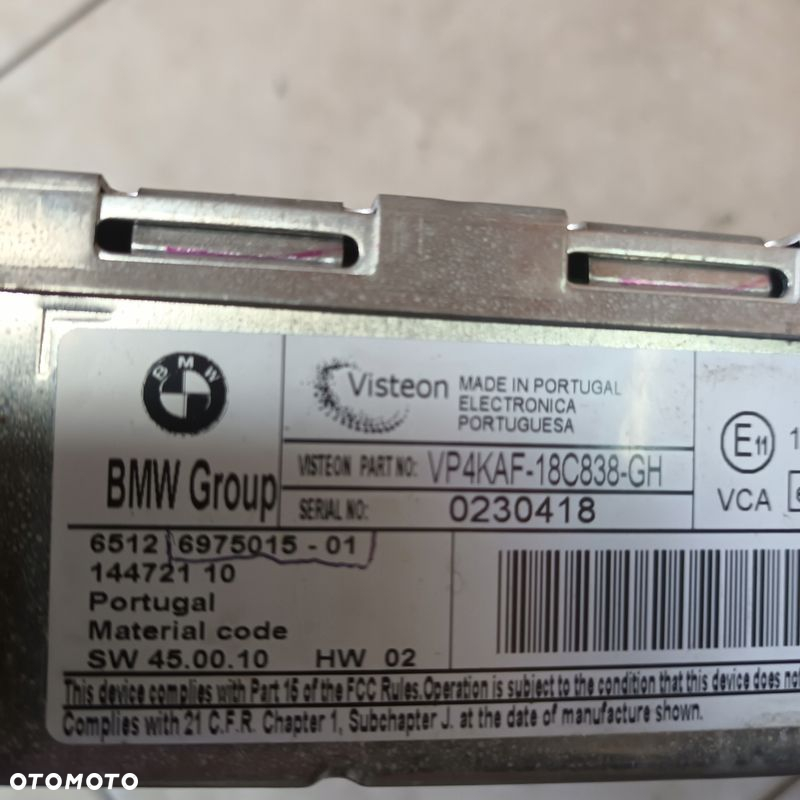 BMW
BMW Group
Visteon
MADE IN PORTUGAL
ELECTRONICA
PORTUGUESA
VISTEON PART NO: VP4KAF-18C838-GH
SERIAL NO: 0230418
E11
VCA
6512 6975015 - 01
144721 10
Portugal
Material code
SW 45.00.10 HW 02
This device complies with Part 15 of the FCC Rules.Operation is subject to the condition that this device does not
Complies with 21 C.F.R. Chapter 1, Subchapter J. at the date of manufacture shown.
OTOMOTO